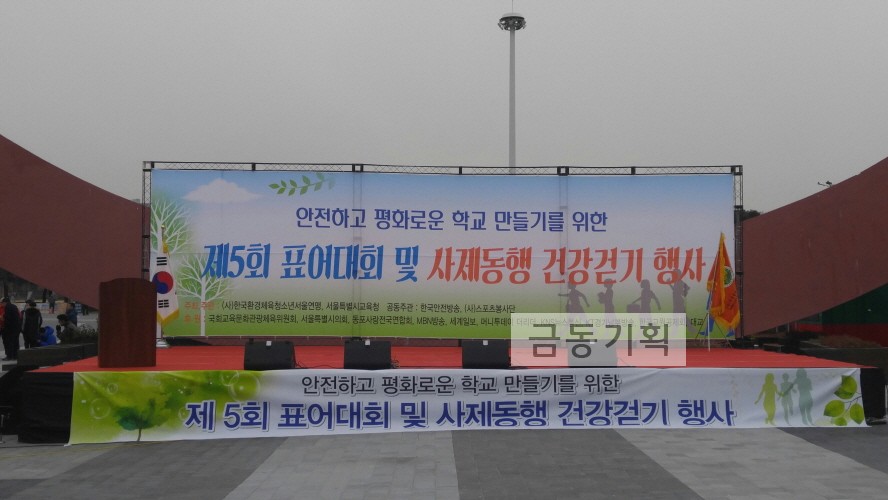 안전하고 평화로운 학교 만들기를 위한
제5회 표어대회 및 사제동행 건강걷기 행사
(사)한국환경체육청소년서울연맹, 서울특별시교육청 공동주관 : 한국안전방송, (사)스포츠봉사단
국회교육문화관광체육위원회, 서울특별시의회, 동포사랑전국연합회, MBN방송, 세계일보, 머니투데이
금동기획
안전하고 평화로운 학교 만들기를 위한
제 5회 표어대회 및 사제동행 건강걷기 행사